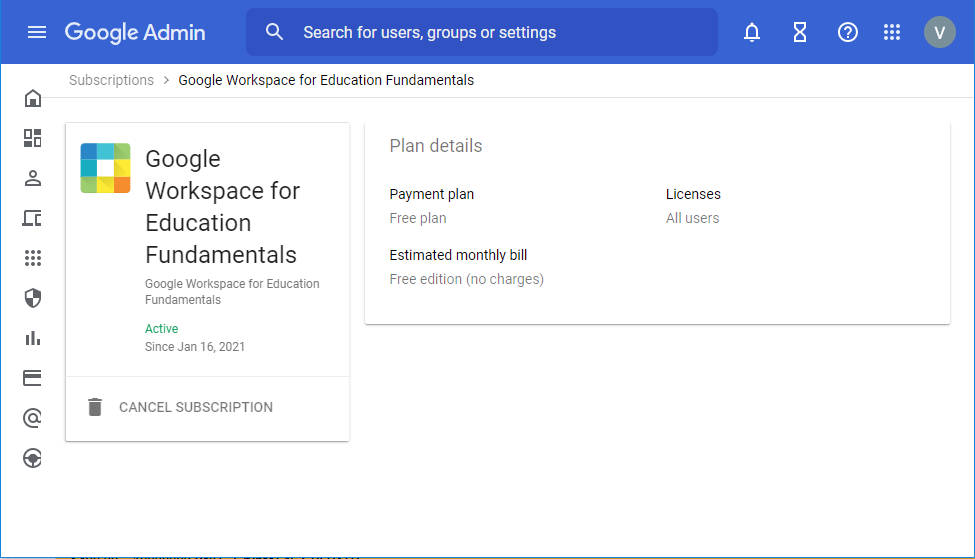 Google Admin
Search for users, groups or settings
V
Subscriptions > Google Workspace for Education Fundamentals
Google
Workspace for
Education
Fundamentals
Google Workspace for Education
Fundamentals
Active
Since Jan 16, 2021
CANCEL SUBSCRIPTION
Plan details
Payment plan
Free plan
Licenses
All users
Estimated monthly bill
Free edition (no charges)